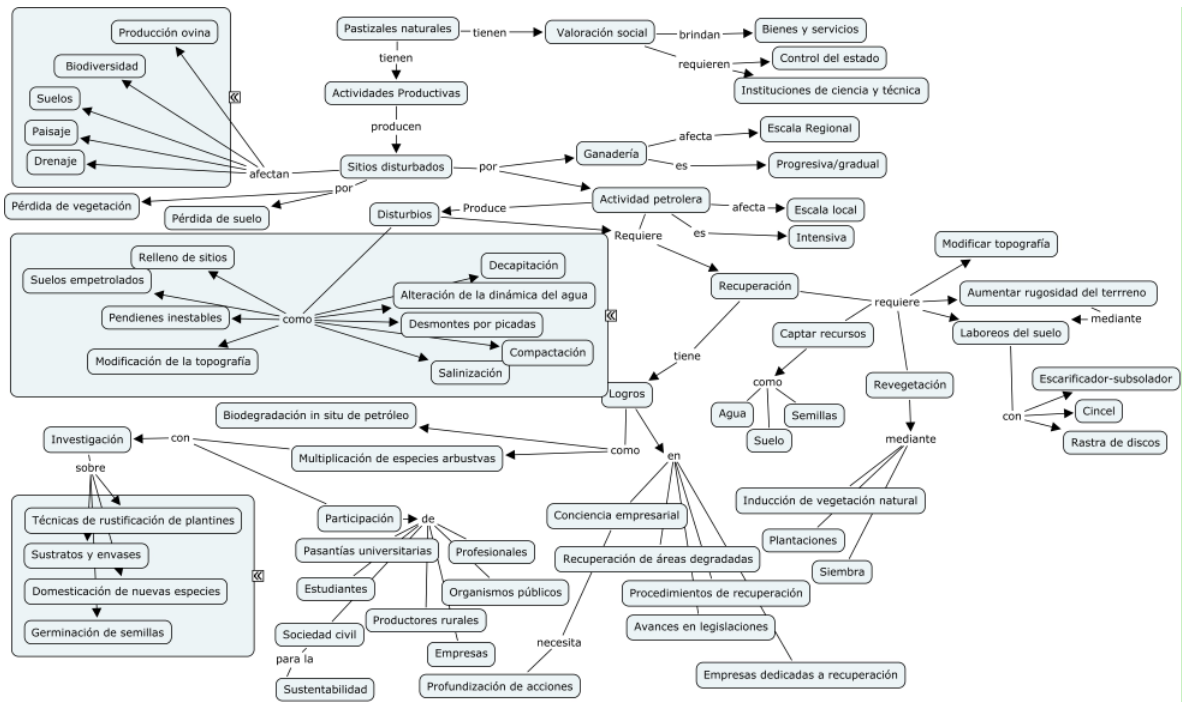 Pastizales naturales
tienen
Valoración social
brindan
Bienes y servicios
requieren
Control del estado
Instituciones de ciencia y técnica
tienen
Actividades Productivas
producen
Sitios disturbados
afectan
Producción ovina
Biodiversidad
Suelos
Paisaje
Drenaje
por
Pérdida de vegetación
Pérdida de suelo
por
Ganadería
afecta
Escala Regional
es
Progresiva/gradual
Actividad petrolera
afecta
Escala local
es
Intensiva
Produce
Disturbios
Requiere
como
Relleno de sitios
Suelos empetrolados
Pendienes inestables
Modificación de la topografía
Decapitación
Alteración de la dinámica del agua
Desmontes por picadas
Compactación
Salinización
Recuperación
requiere
Modificar topografía
Aumentar rugosidad del terrreno
mediante
Laboreos del suelo
con
Escarificador-subsolador
Cincel
Rastra de discos
Captar recursos
como
Agua
Suelo
Semillas
Revegetación
mediante
Inducción de vegetación natural
Plantaciones
Siembra
tiene
Logros
como
Biodegradación in situ de petróleo
Multiplicación de especies arbustvas
con
Investigación
sobre
Técnicas de rustificación de plantines
Sustratos y envases
Domesticación de nuevas especies
Germinación de semillas
Participación
de
Pasantías universitarias
Profesionales
Estudiantes
Organismos públicos
Productores rurales
Sociedad civil
Empresas
para la
Sustentabilidad
en
Conciencia empresarial
Recuperación de áreas degradadas
Procedimientos de recuperación
Avances en legislaciones
Empresas dedicadas a recuperación
necesita
Profundización de acciones